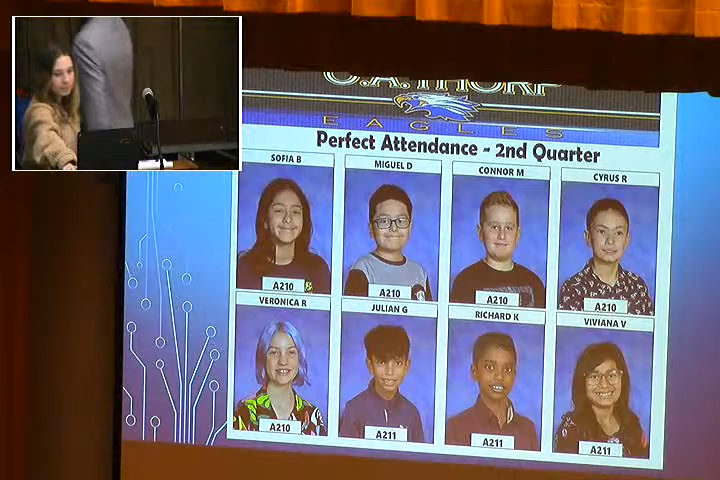 O.A. THORP
EAGLES
Perfect Attendance - 2nd Quarter
SOFIA B MIGUEL D CONNOR M CYRUS R
A210 A210 A210 A210
VERONICA R JULIAN G RICHARD K VIVIANA V
A210 A211 A211 A211